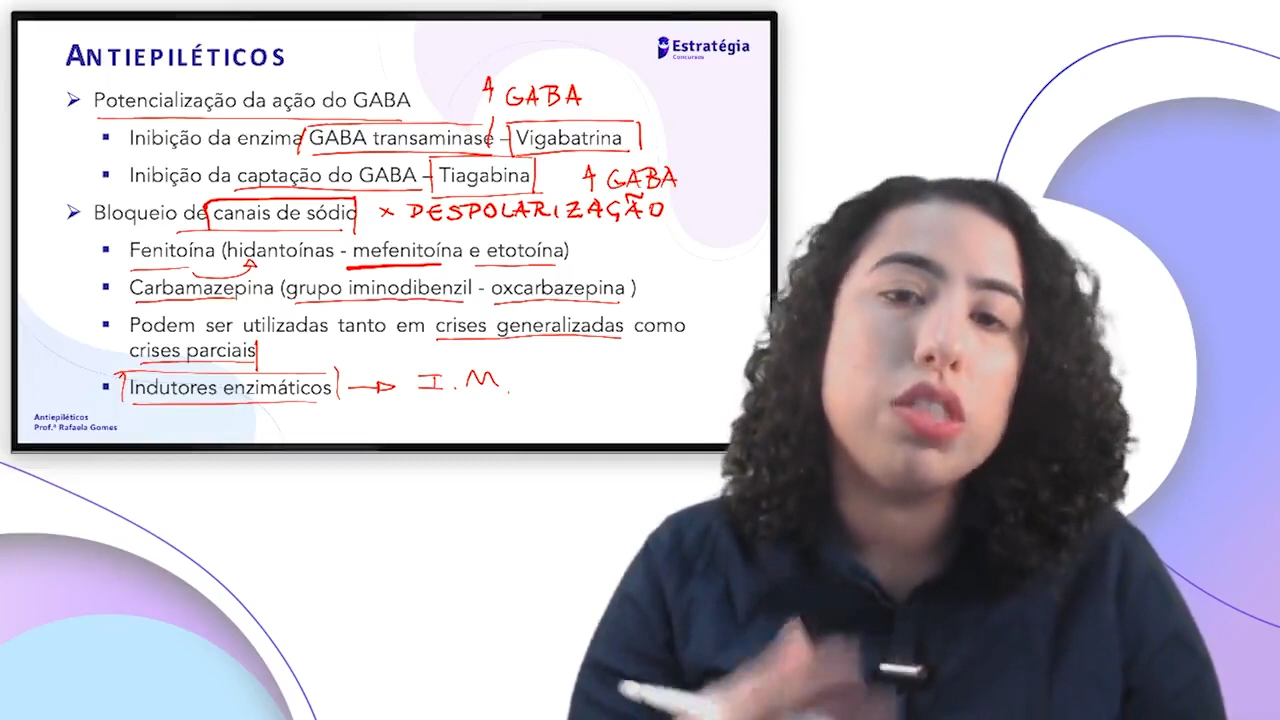 ANTIEPILÉTICOS
Estratégia
Concursos
Potencialização da ação do GABA
GABA
Inibição da enzima GABA transaminase – Vigabatrina
Inibição da captação do GABA – Tiagabina
GABA
Bloqueio de canais de sódio × DESPOLARIZAÇÃO
Fenitoína (hidantoínas - mefenitoína e etotoína)
Carbamazepina (grupo iminodibenzil - oxcarbazepina )
Podem ser utilizadas tanto em crises generalizadas como
crises parciais
Indutores enzimáticos → I.M.
Antiepiléticos
Prof.ª Rafaela Gomes